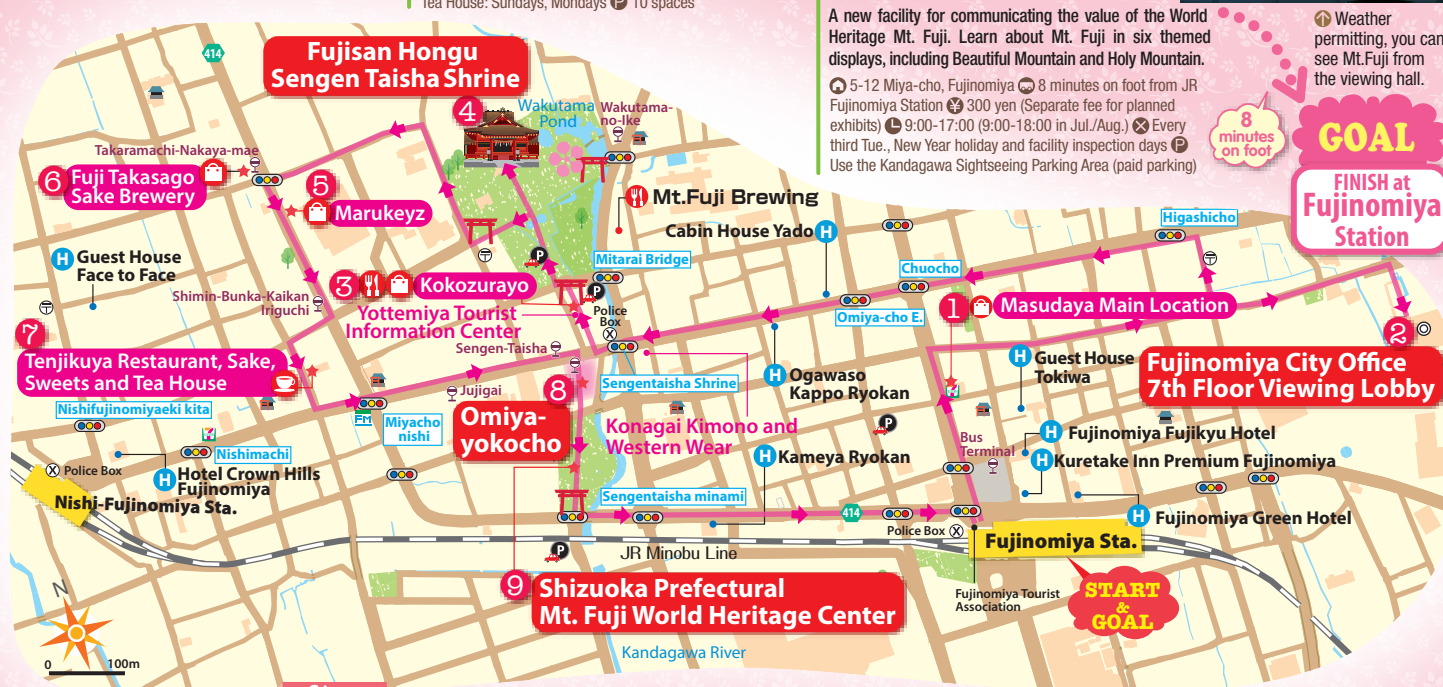 Tea House: Sundays, Mondays P 10 spaces
A new facility for communicating the value of the World
Heritage Mt. Fuji. Learn about Mt. Fuji in six themed
displays, including Beautiful Mountain and Holy Mountain.
5-12 Miya-cho, Fujinomiya 8 minutes on foot from JR
Fujinomiya Station ¥ 300 yen (Separate fee for planned
exhibits) 9:00-17:00 (9:00-18:00 in Jul./Aug.) Every
third Tue., New Year holiday and facility inspection days P
Use the Kandagawa Sightseeing Parking Area (paid parking)
Weather
permitting, you can
see Mt.Fuji from
the viewing hall.
8
minutes
on foot
GOAL
FINISH at
Fujinomiya
Station
414
Fujisan Hongu
Sengen Taisha Shrine
4
Wakutama
Pond
Wakutama-
no-Ike
Takaramachi-Nakaya-mae
6
Fuji Takasago
Sake Brewery
5
Marukeyz
Mt.Fuji Brewing
Cabin House Yado
H
Higashicho
H
Guest House
Face to Face
Mitarai Bridge
Chuocho
3
Kokozurayo
P
P
Shimin-Bunka-Kaikan
Iriguchi
1
Masudaya Main Location
Omiya-cho E.
Yottemiya Tourist
Information Center
Police
Box
7
Tenjikuya Restaurant, Sake,
Sweets and Tea House
Sengen-Taisha
2
Fujinomiya City Office
7th Floor Viewing Lobby
H
Guest House
Tokiwa
Jujigai
8
Omiya-
yokocho
Sengentaisha Shrine
H
Ogawaso
Kappo Ryokan
Nishifujinomiyaeki kita
FM
Miyacho
nishi
Konagai Kimono and
Western Wear
P
Nishimachi
Bus
Terminal
H
Fujinomiya Fujikyu Hotel
H
Kameya Ryokan
H
Kuretake Inn Premium Fujinomiya
Police Box
H
Hotel Crown Hills
Fujinomiya
Nishi-Fujinomiya Sta.
Sengentaisha minami
414
Police Box
H
Fujinomiya Green Hotel
Fujinomiya Sta.
P
JR Minobu Line
9
Shizuoka Prefectural
Mt. Fuji World Heritage Center
Fujinomiya Tourist
Association
START
&
GOAL
N
Kandagawa River
0 100m